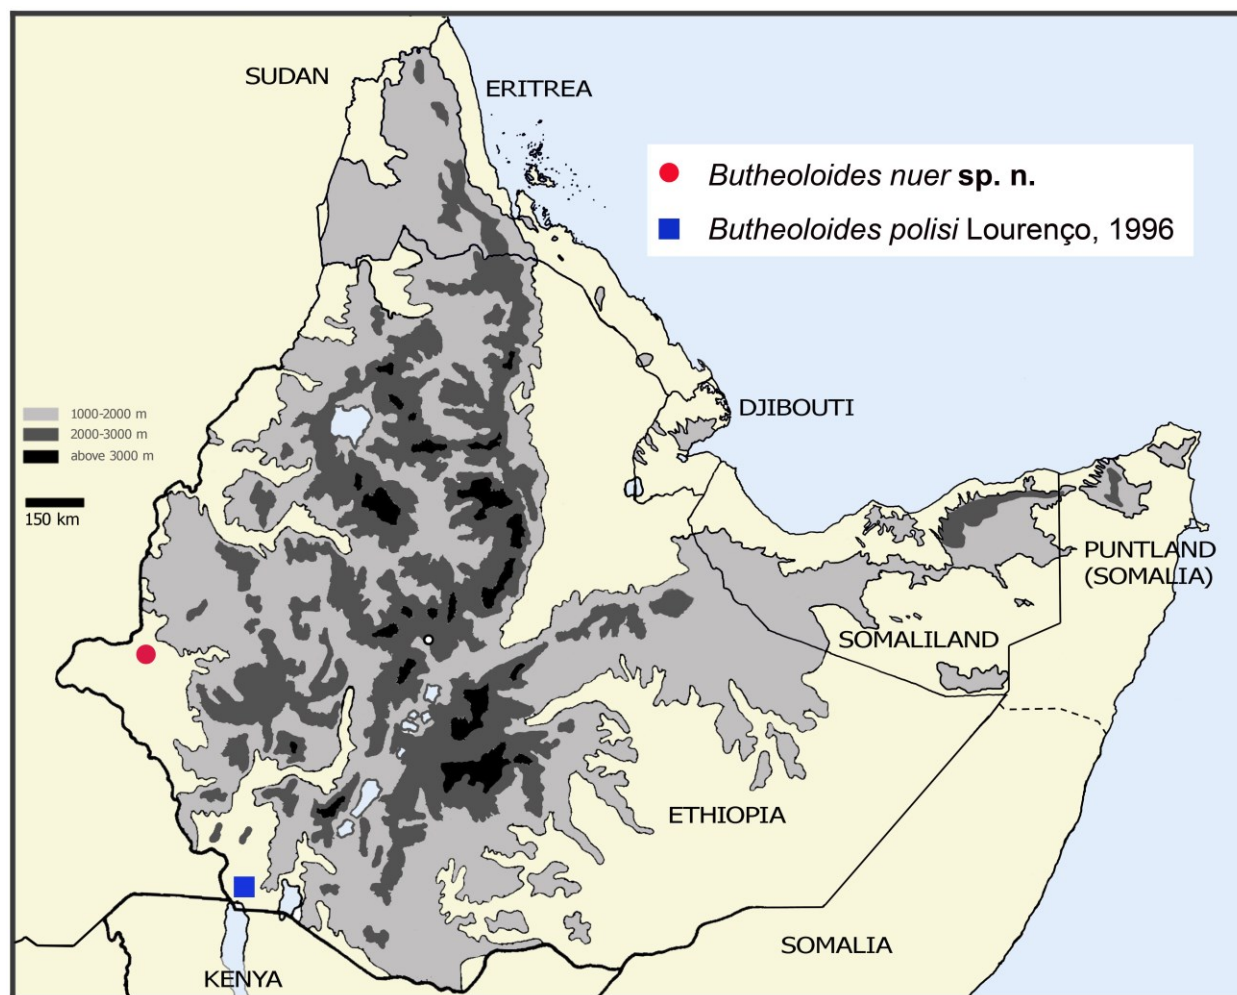 SUDAN
ERITREA
Butheoloides nuer sp. n.
Butheoloides polisi Lourenço, 1996
DJIBOUTI
1000-2000 m
2000-3000 m
above 3000 m
150 km
PUNTLAND
(SOMALIA)
SOMALILAND
ETHIOPIA
SOMALIA
KENYA